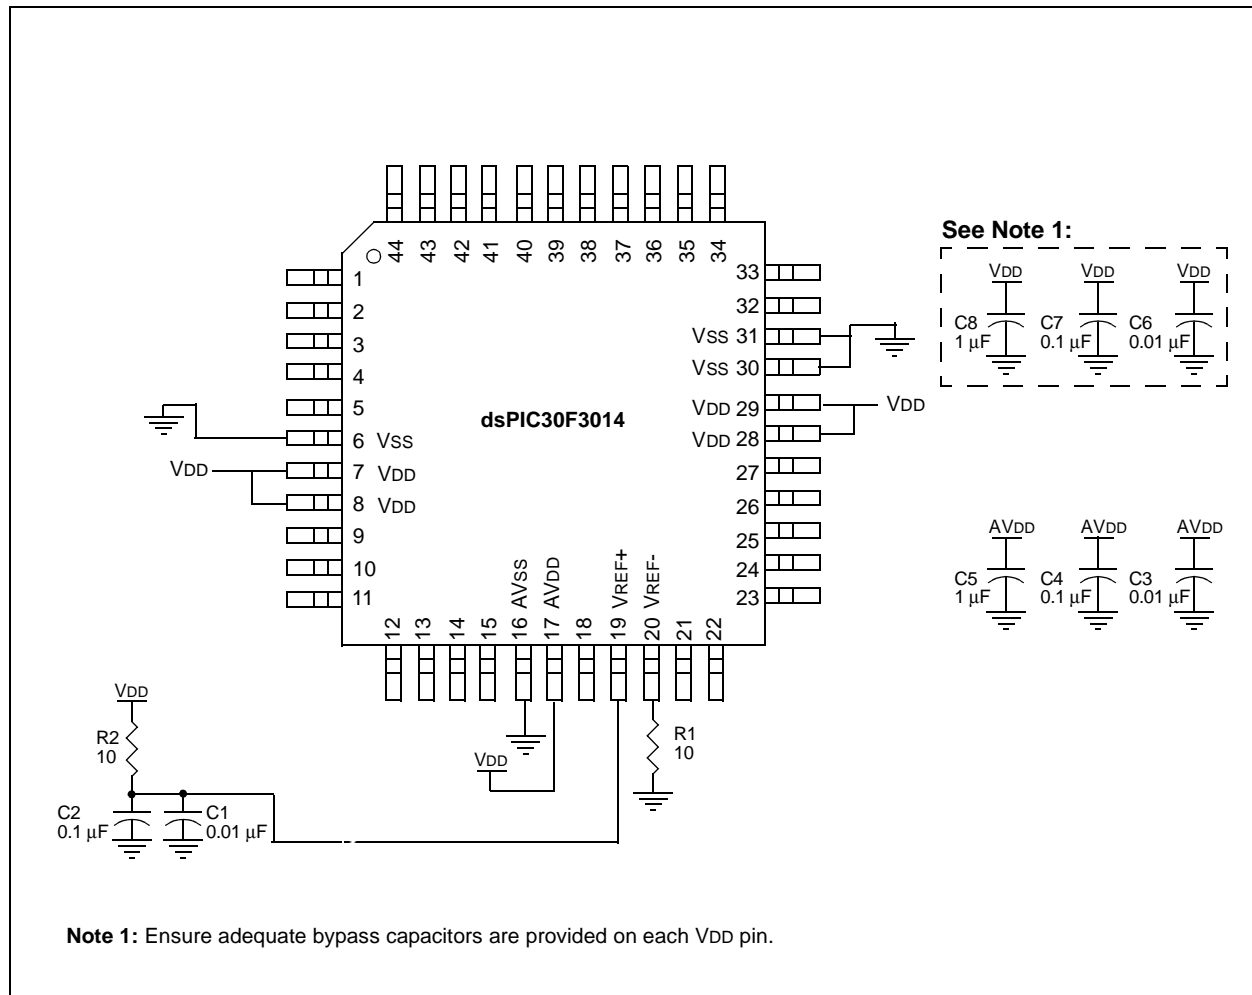 44 43 42 41 40 39 38 37 36 35 34
See Note 1:
VDD VDD VDD
C8
1 µF
C7
0.1 µF
C6
0.01 µF
1
2
3
4
5
6 VSS
7 VDD
8 VDD
9
10
11
VDD
dsPIC30F3014
33
32
VSS 31
VSS 30
VDD 29
VDD 28
27
26
25
24
23
VDD
AVDD AVDD AVDD
C5
1 µF
C4
0.1 µF
C3
0.01 µF
12
13
14
15
16 AVSS
17 AVDD
18
19 VREF+
20 VREF-
21
22
VDD
R2
10
C2
0.1 µF
C1
0.01 µF
VDD
R1
10
Note 1: Ensure adequate bypass capacitors are provided on each VDD pin.